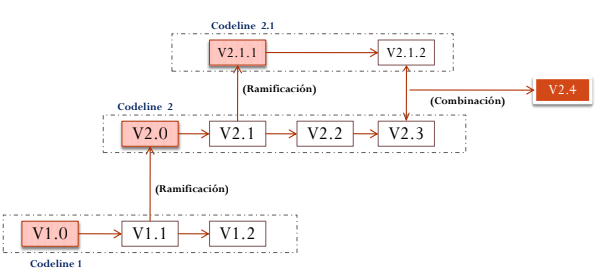 Codeline 2.1
V2.1.1
V2.1.2
(Ramificación)
V2.4
(Combinación)
Codeline 2
V2.0
V2.1
V2.2
V2.3
(Ramificación)
V1.0
V1.1
V1.2
Codeline 1